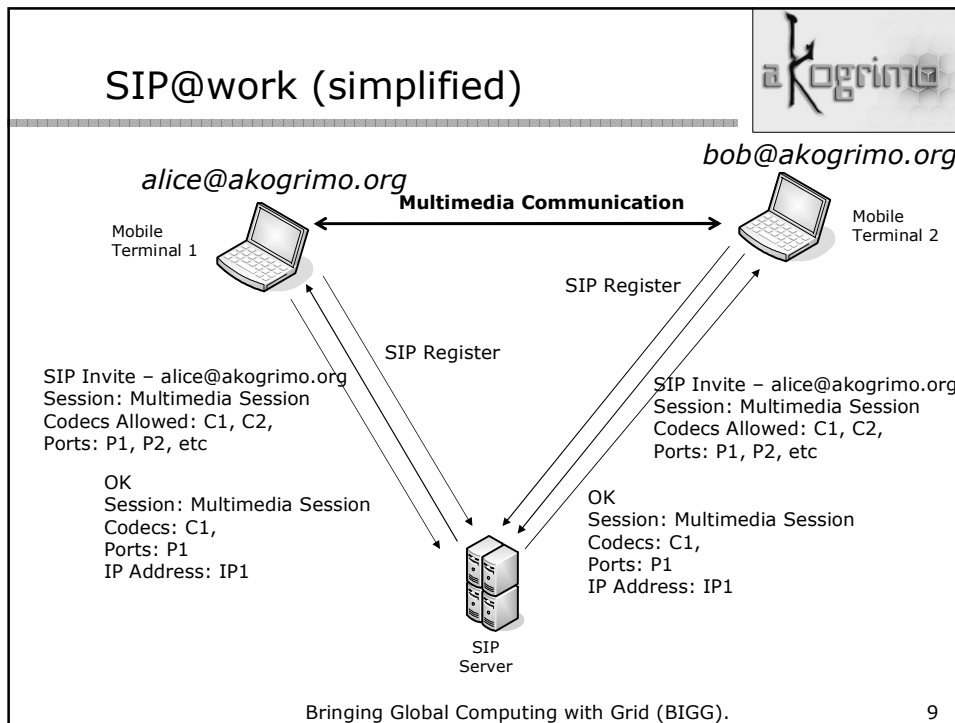 SIP@work (simplified)
akogrimo
bob@akogrimo.org
alice@akogrimo.org
Multimedia Communication
Mobile
Terminal 1
Mobile
Terminal 2
SIP Register
SIP Register
SIP Invite – alice@akogrimo.org
Session: Multimedia Session
Codecs Allowed: C1, C2,
Ports: P1, P2, etc
SIP Invite – alice@akogrimo.org
Session: Multimedia Session
Codecs Allowed: C1, C2,
Ports: P1, P2, etc
OK
Session: Multimedia Session
Codecs: C1,
Ports: P1
IP Address: IP1
OK
Session: Multimedia Session
Codecs: C1,
Ports: P1
IP Address: IP1
SIP
Server
Bringing Global Computing with Grid (BIGG).
9